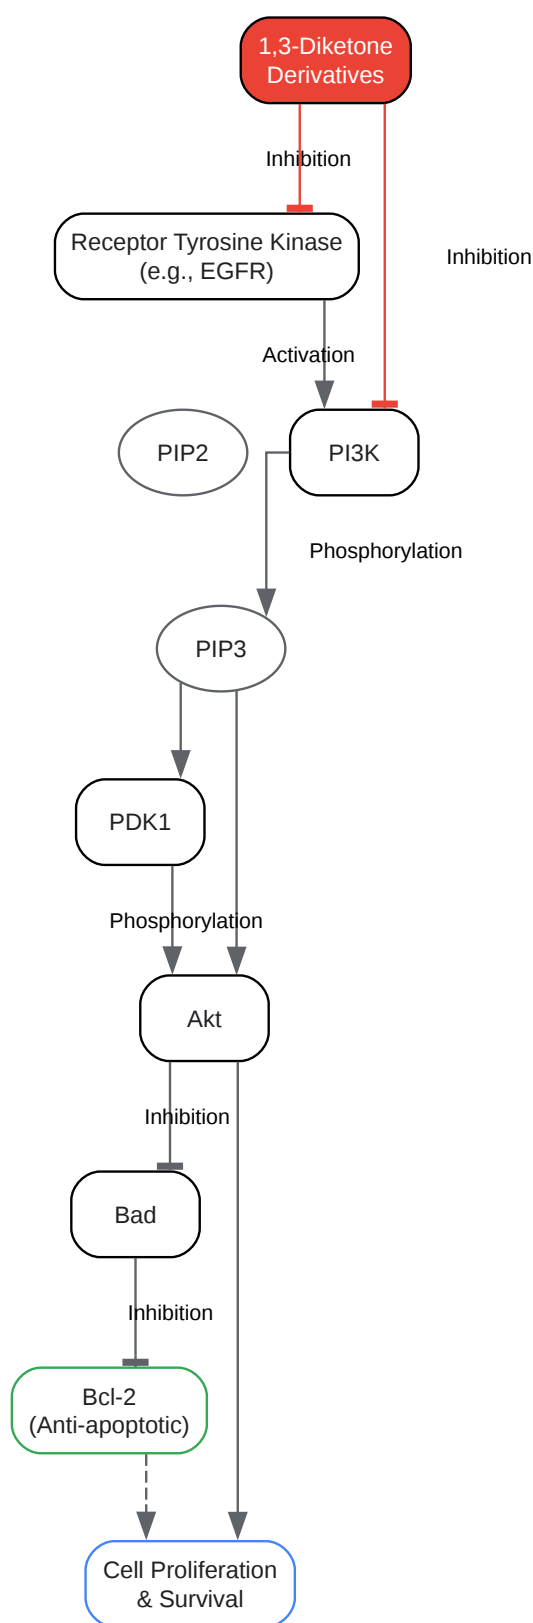 1,3-Diketone
Derivatives
Inhibition
Receptor Tyrosine Kinase
(e.g., EGFR)
Inhibition
Activation
PIP2
PI3K
Phosphorylation
PIP3
PDK1
Phosphorylation
Akt
Inhibition
Bad
Inhibition
Bcl-2
(Anti-apoptotic)
Cell Proliferation
& Survival